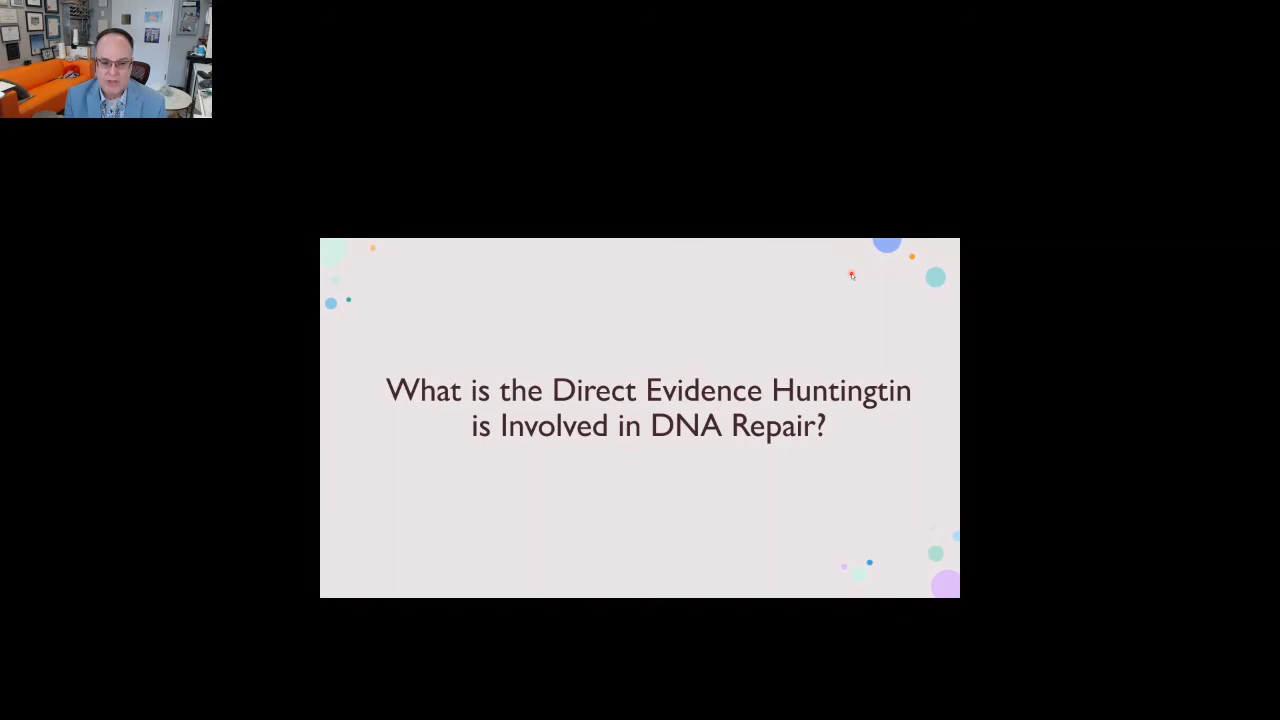 What is the Direct Evidence Huntingtin
is Involved in DNA Repair?